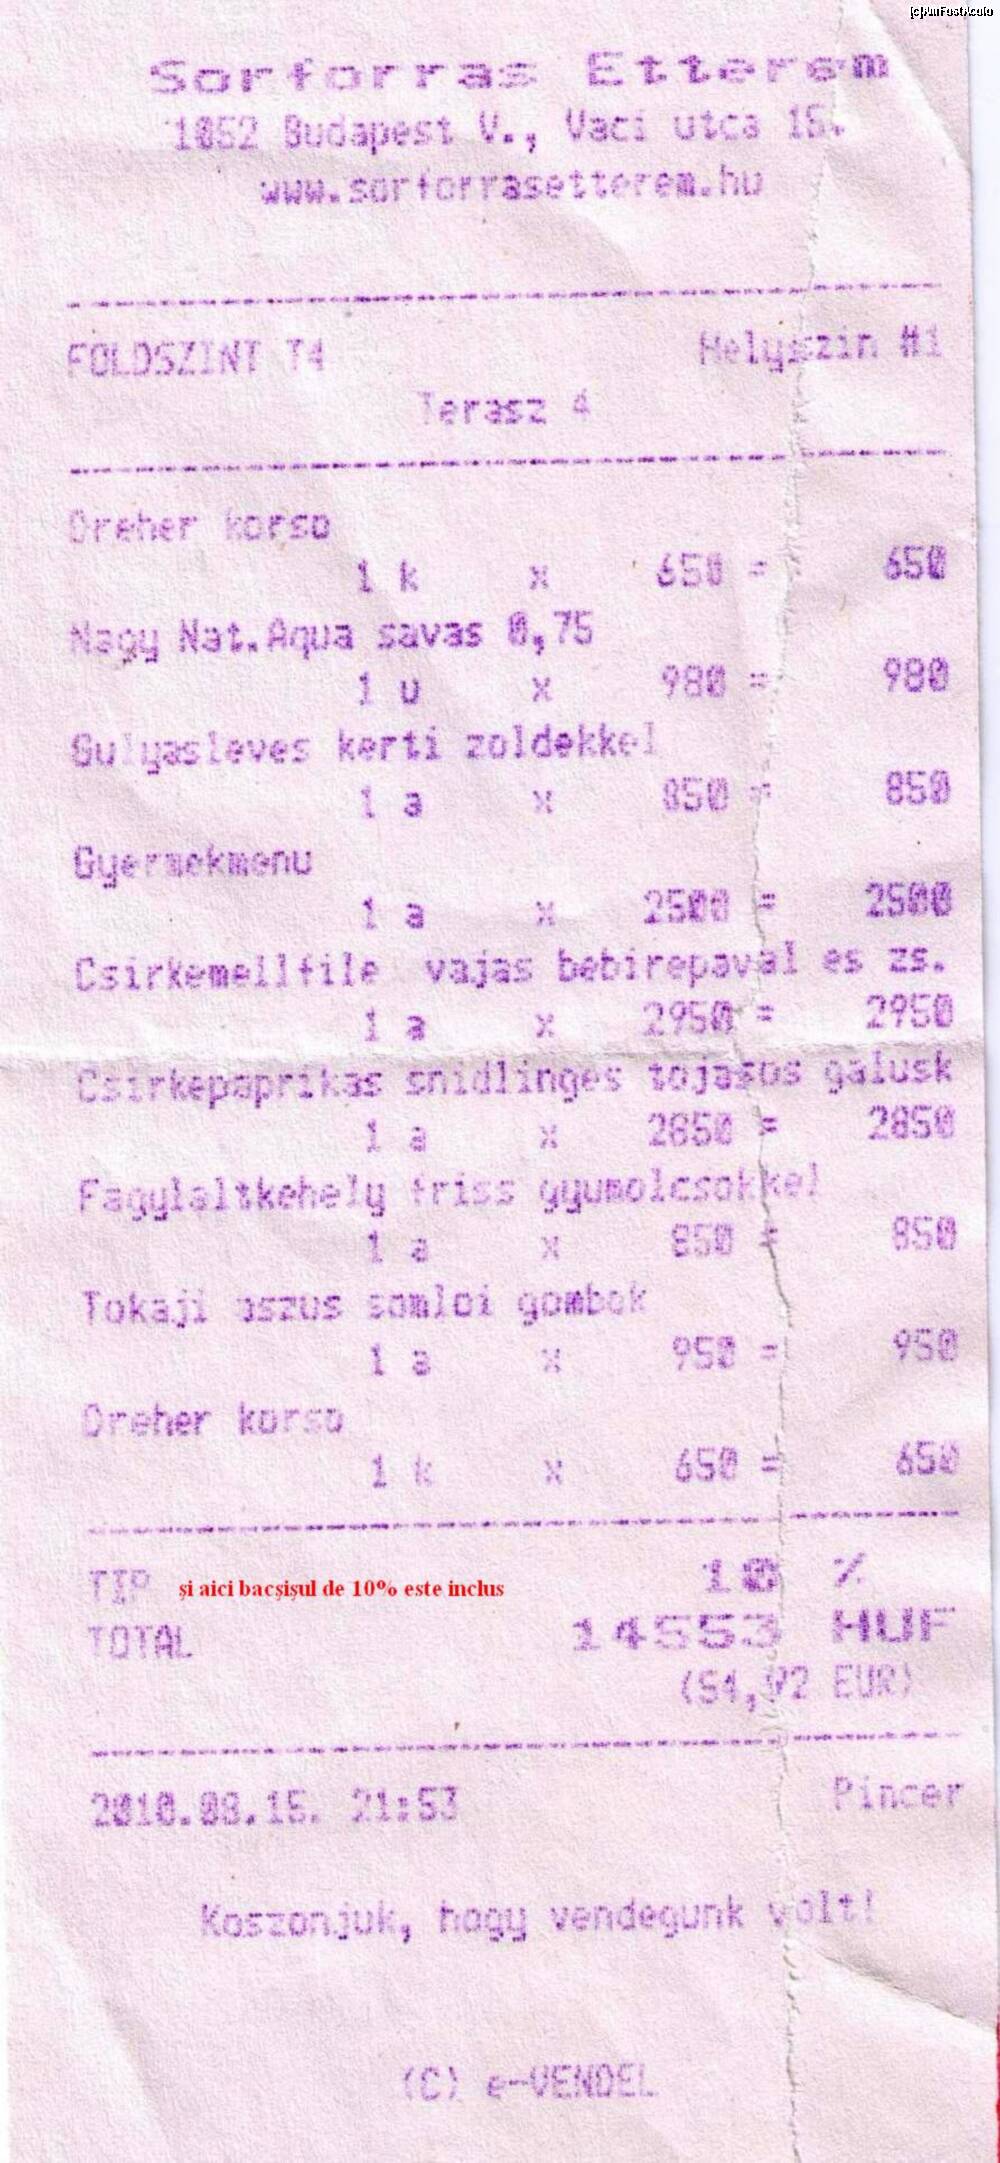 [c]AmFostAcolo
Sorforras Etterem
1052 Budapest V., Vaci utca 15.
www.sorforrasetterem.hu
FOLDSZINT T4 Helyszin #1
Terasz 4
Dreher korso
1 k x 650 = 650
Nagy Nat.Aqua savas 0,75
1 u x 980 = 980
Gulyasleves kerti zoldekkel
1 a x 850 = 850
Gyermekmenu
1 a x 2500 = 2500
Csirkemellfile vajas bebirepaval es zs.
1 a x 2950 = 2950
Csirkepaprikas snidlinges tojasos galusk
1 a x 2850 = 2850
Fagylaltkehely friss gyumolcsokkel
1 a x 850 = 850
Tokaji aszus somloi gombok
1 a x 950 = 950
Dreher korso
1 k x 650 = 650
TIP și aici bacșișul de 10% este inclus 10 %
TOTAL 14553 HUF
(54,92 EUR)
2010.08.15. 21:53 Pincer
Koszonjuk, hogy vendegunk volt!
(C) e-VENDEL